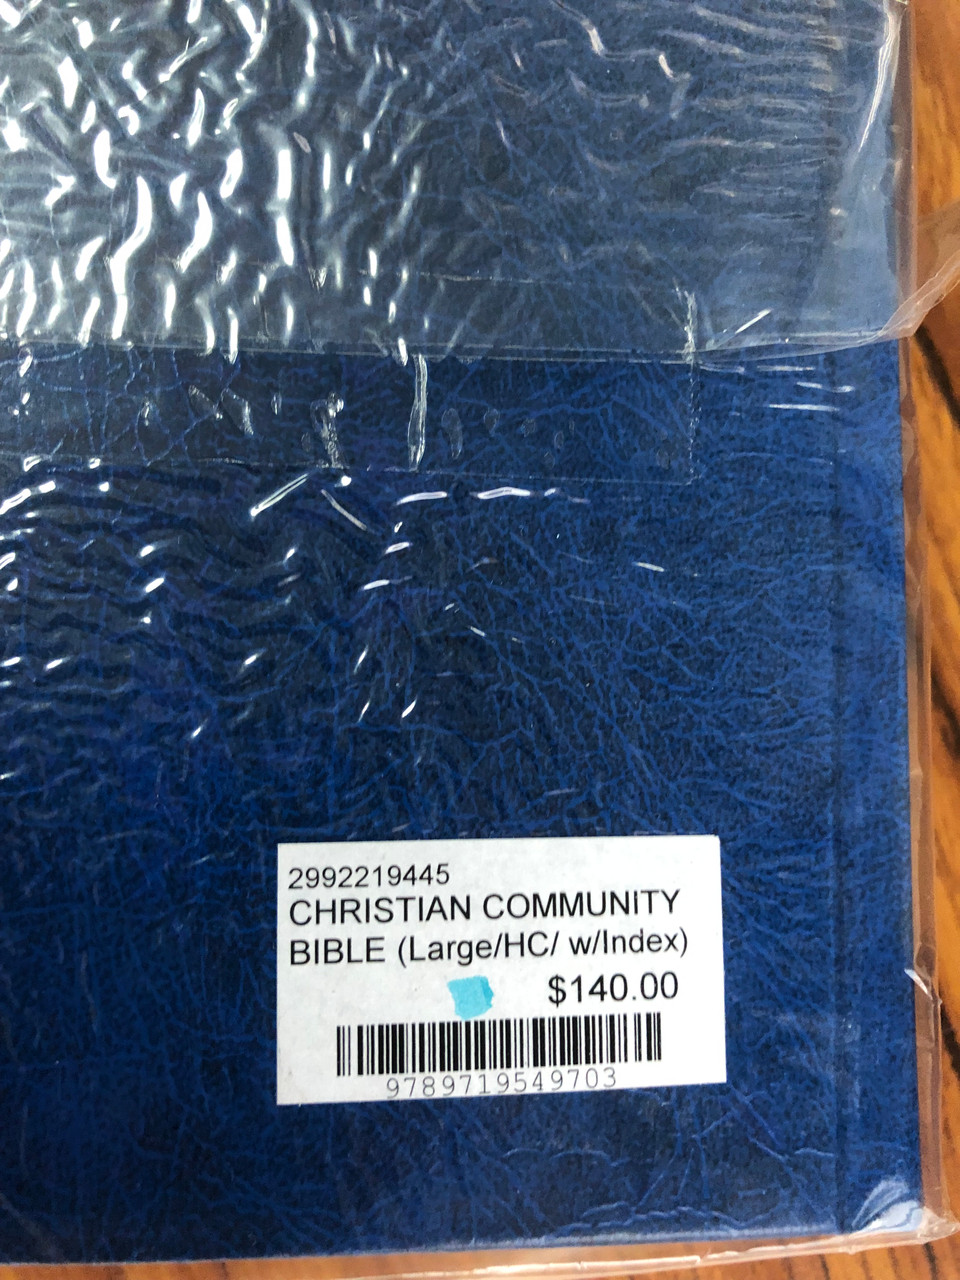 2992219445
CHRISTIAN COMMUNITY
BIBLE (Large/HC/ w/Index)
$140.00
9789719549703